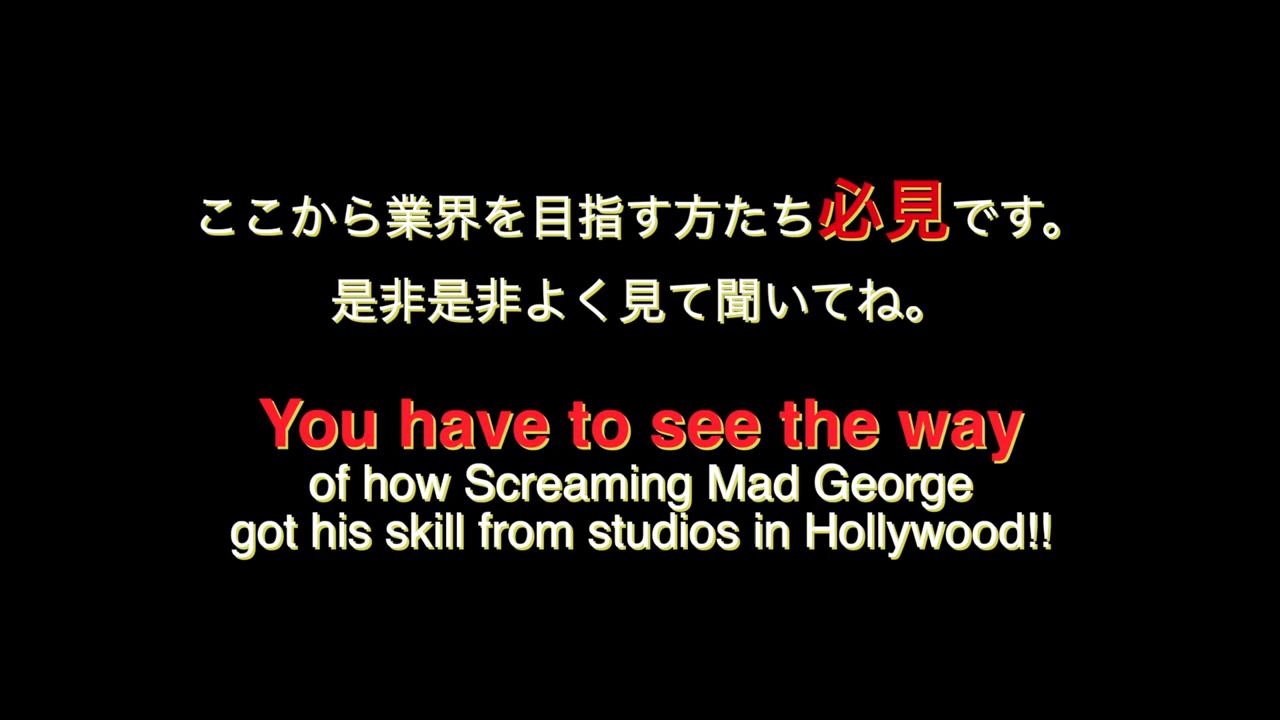 ここから業界を目指す方たち必見です。
是非是非よく見て聞いてね。
You have to see the way
of how Screaming Mad George
got his skill from studios in Hollywood!!